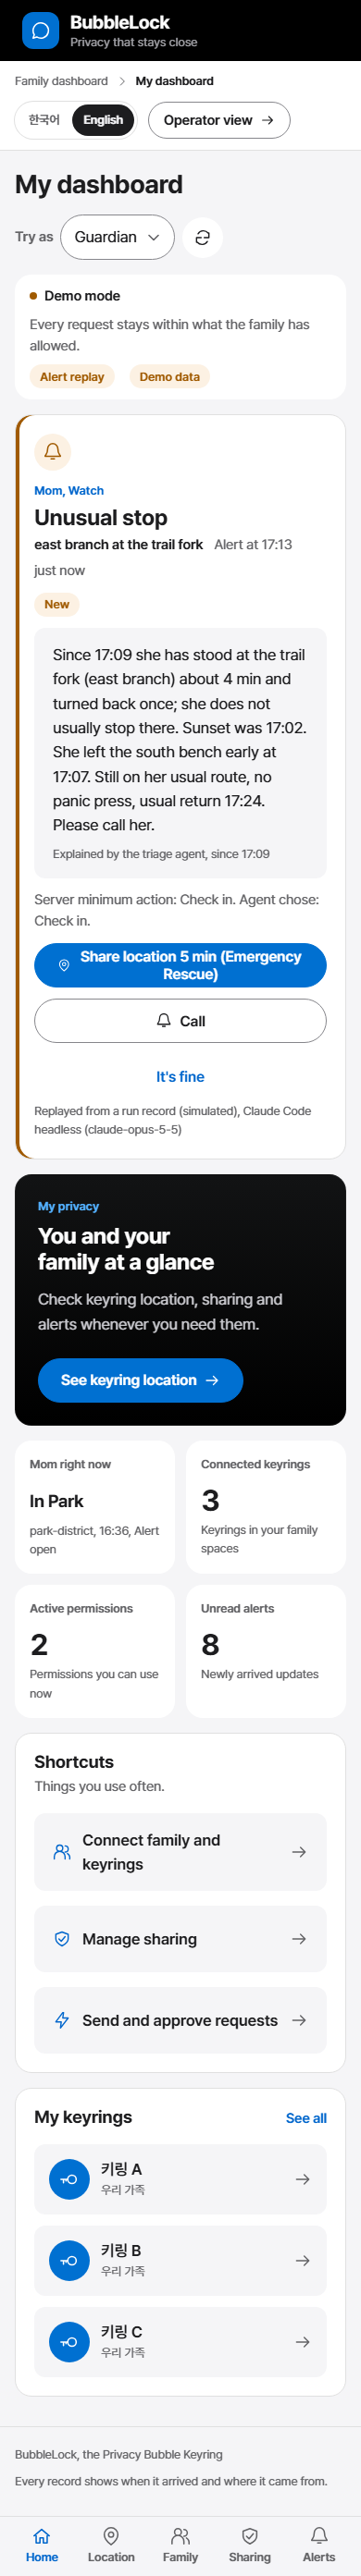 BubbleLock
Privacy that stays close
Family dashboard > My dashboard
한국어 English Operator view →
My dashboard
Try as Guardian
Demo mode
Every request stays within what the family has
allowed.
Alert replay Demo data
Mom, Watch
Unusual stop
east branch at the trail fork Alert at 17:13
just now
New
Since 17:09 she has stood at the trail
fork (east branch) about 4 min and
turned back once; she does not
usually stop there. Sunset was 17:02.
She left the south bench early at
17:07. Still on her usual route, no
panic press, usual return 17:24.
Please call her.
Explained by the triage agent, since 17:09
Server minimum action: Check in. Agent chose:
Check in.
Share location 5 min (Emergency
Rescue)
Call
It's fine
Replayed from a run record (simulated), Claude Code
headless (claude-opus-5-5)
My privacy
You and your
family at a glance
Check keyring location, sharing and
alerts whenever you need them.
See keyring location →
Mom right now
In Park
park-district, 16:36, Alert
open
Connected keyrings
3
Keyrings in your family
spaces
Active permissions
2
Permissions you can use
now
Unread alerts
8
Newly arrived updates
Shortcuts
Things you use often.
Connect family and
keyrings
Manage sharing
Send and approve requests
My keyrings See all
키링 A
우리 가족
키링 B
우리 가족
키링 C
우리 가족
BubbleLock, the Privacy Bubble Keyring
Every record shows when it arrived and where it came from.
Home Location Family Sharing Alerts